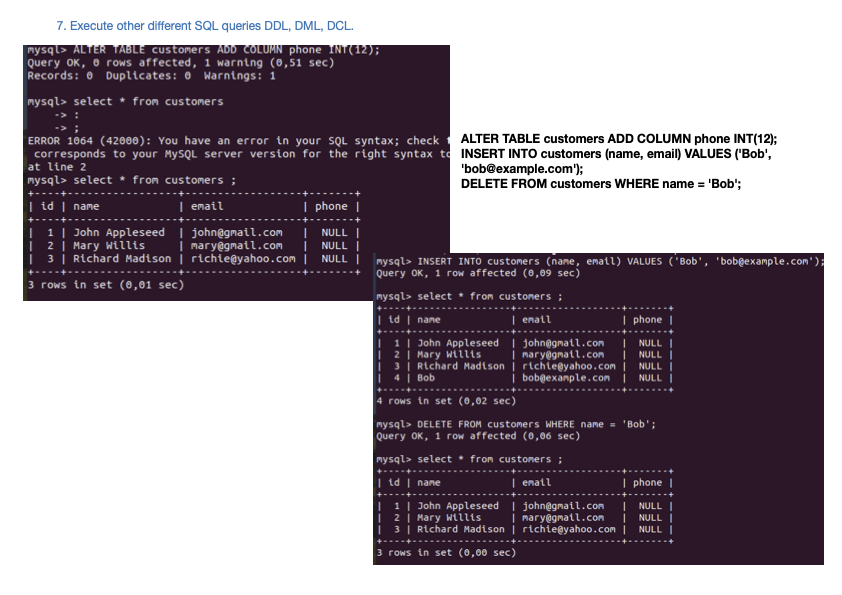 7. Execute other different SQL queries DDL, DML, DCL.
mysql> ALTER TABLE customers ADD COLUMN phone INT(12);
Query OK, 0 rows affected, 1 warning (0,51 sec)
Records: 0  Duplicates: 0  Warnings: 1
mysql> select * from customers
    -> :
    -> ;
ERROR 1064 (42000): You have an error in your SQL syntax; check
 corresponds to your MySQL server version for the right syntax to
at line 2
mysql> select * from customers ;
+----+-----------------+------------------+-------+
| id | name            | email            | phone |
+----+-----------------+------------------+-------+
|  1 | John Appleseed  | john@gmail.com   |  NULL |
|  2 | Mary Willis     | mary@gmail.com   |  NULL |
|  3 | Richard Madison | richie@yahoo.com |  NULL |
+----+-----------------+------------------+-------+
3 rows in set (0,01 sec)
ALTER TABLE customers ADD COLUMN phone INT(12);
INSERT INTO customers (name, email) VALUES ('Bob',
'bob@example.com');
DELETE FROM customers WHERE name = 'Bob';
mysql> INSERT INTO customers (name, email) VALUES ('Bob', 'bob@example.com');
Query OK, 1 row affected (0,09 sec)
mysql> select * from customers ;
+----+-----------------+------------------+-------+
| id | name            | email            | phone |
+----+-----------------+------------------+-------+
|  1 | John Appleseed  | john@gmail.com   |  NULL |
|  2 | Mary Willis     | mary@gmail.com   |  NULL |
|  3 | Richard Madison | richie@yahoo.com |  NULL |
|  4 | Bob             | bob@example.com  |  NULL |
+----+-----------------+------------------+-------+
4 rows in set (0,02 sec)
mysql> DELETE FROM customers WHERE name = 'Bob';
Query OK, 1 row affected (0,06 sec)
mysql> select * from customers ;
+----+-----------------+------------------+-------+
| id | name            | email            | phone |
+----+-----------------+------------------+-------+
|  1 | John Appleseed  | john@gmail.com   |  NULL |
|  2 | Mary Willis     | mary@gmail.com   |  NULL |
|  3 | Richard Madison | richie@yahoo.com |  NULL |
+----+-----------------+------------------+-------+
3 rows in set (0,00 sec)